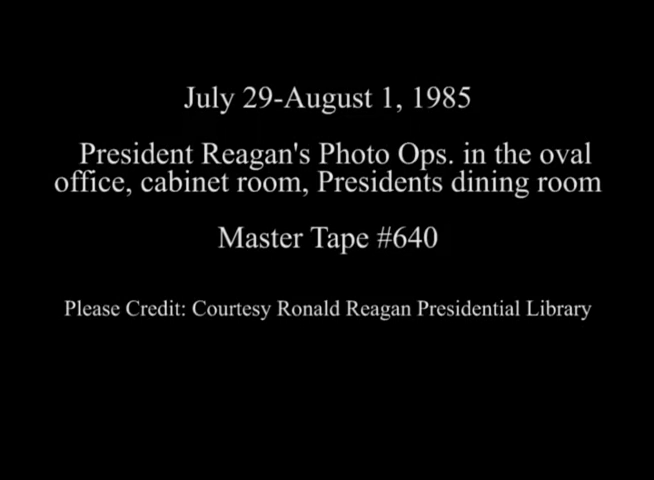 July 29-August 1, 1985
President Reagan's Photo Ops. in the oval
office, cabinet room, Presidents dining room
Master Tape #640
Please Credit: Courtesy Ronald Reagan Presidential Library